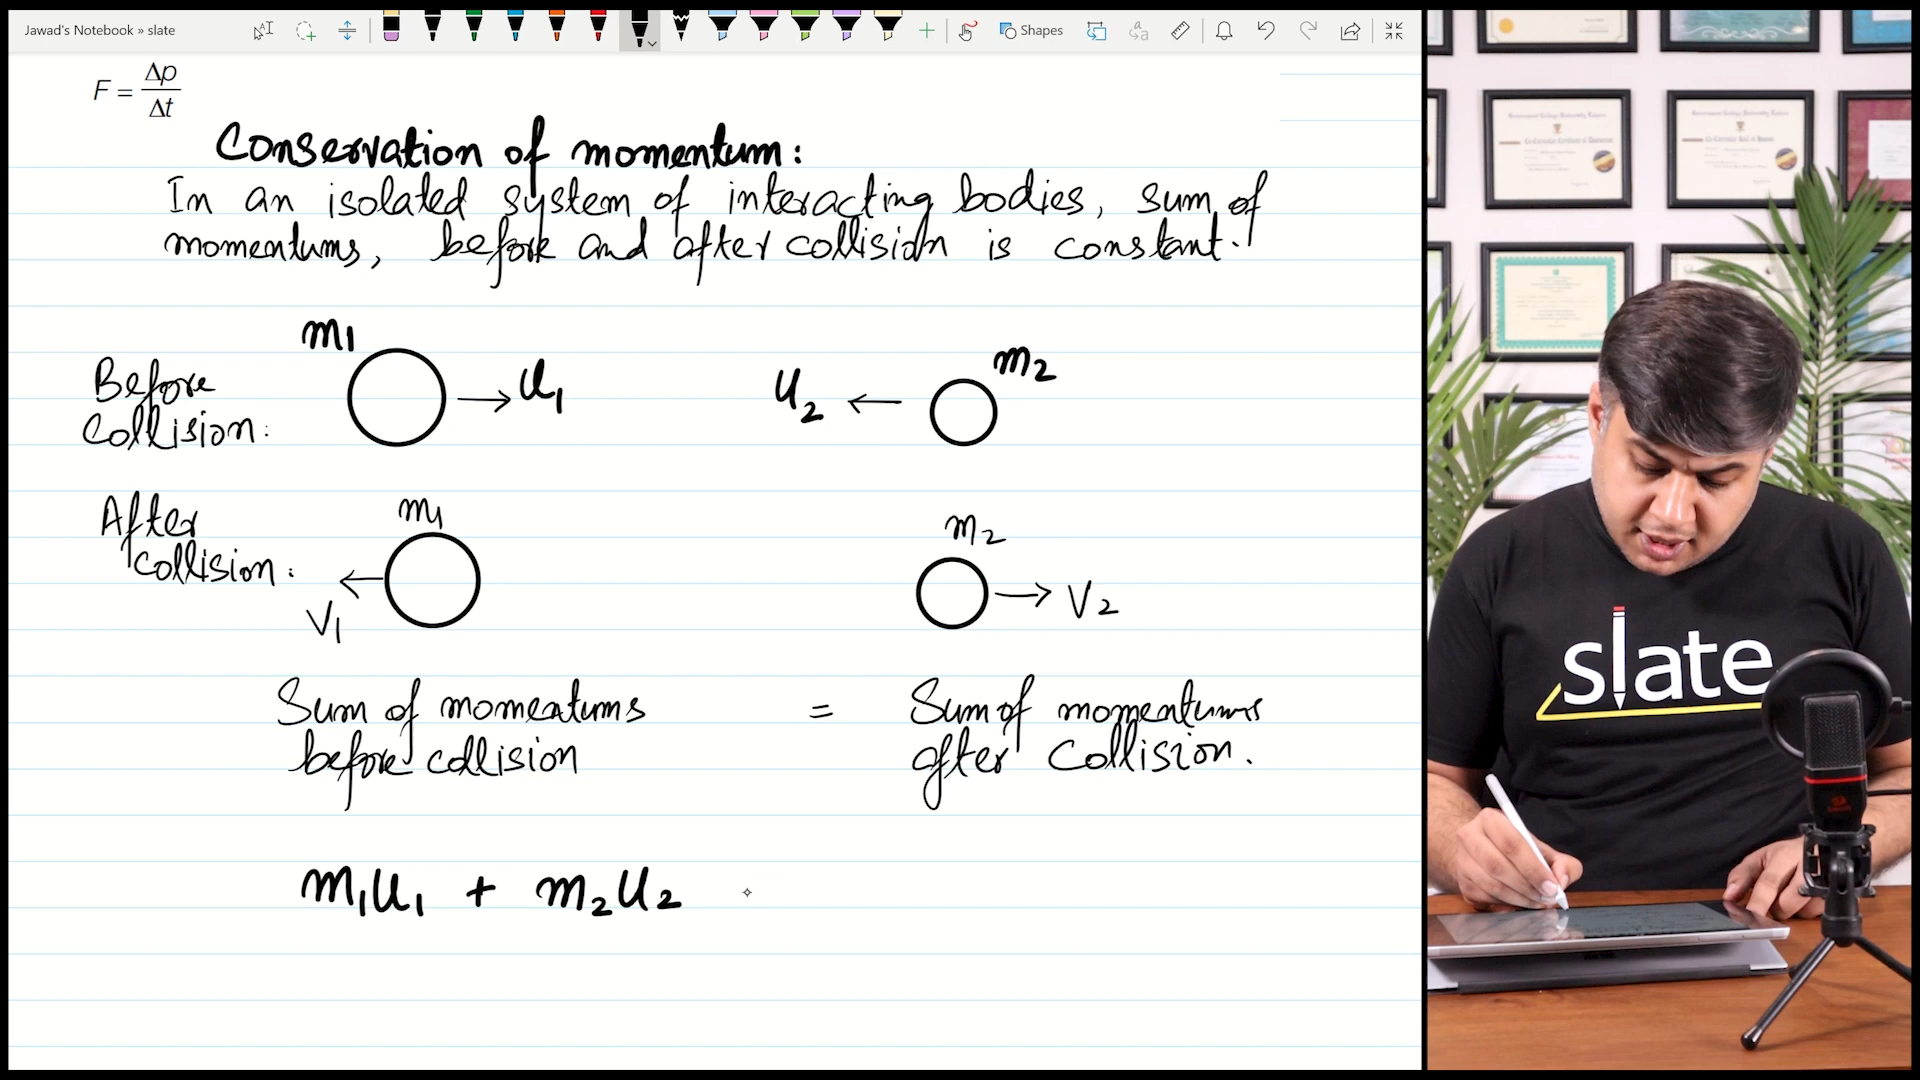 Jawad's Notebook » slate
Shapes
F = Δp/Δt
Conservation of momentum:
In an isolated system of interacting bodies, sum of
momentums, before and after collision is constant.
m1
m2
Before
U1
U2
Collision:
After
m1
m2
collision:
V1
V2
Sum of momentums = Sum of momentums
before collision
after Collision.
m1U1 + m2U2
slate